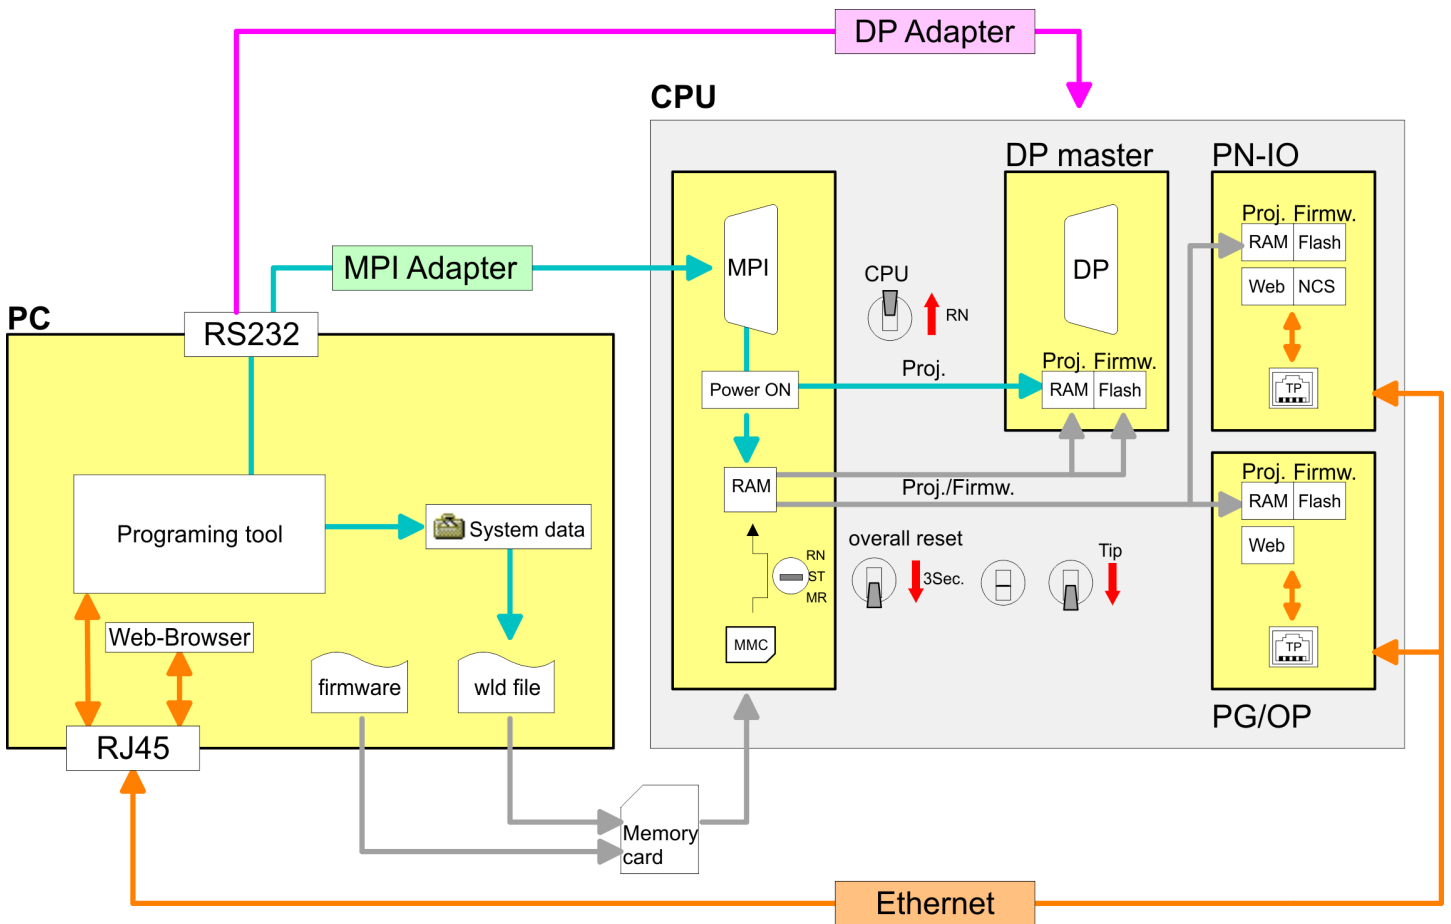 DP Adapter
CPU
DP master
PN-IO
Proj. Firmw.
RAM
Flash
Web
NCS
TP
MPI
DP
CPU
RN
MPI Adapter
PC
RS232
Proj.
Proj. Firmw.
RAM
Flash
Power ON
RAM
Proj./Firmw.
Proj. Firmw.
RAM
Flash
Web
TP
PG/OP
Programing tool
System data
overall reset
3Sec.
Tip
RN
ST
MR
MMC
Web-Browser
firmware
wld file
RJ45
Memory
card
Ethernet